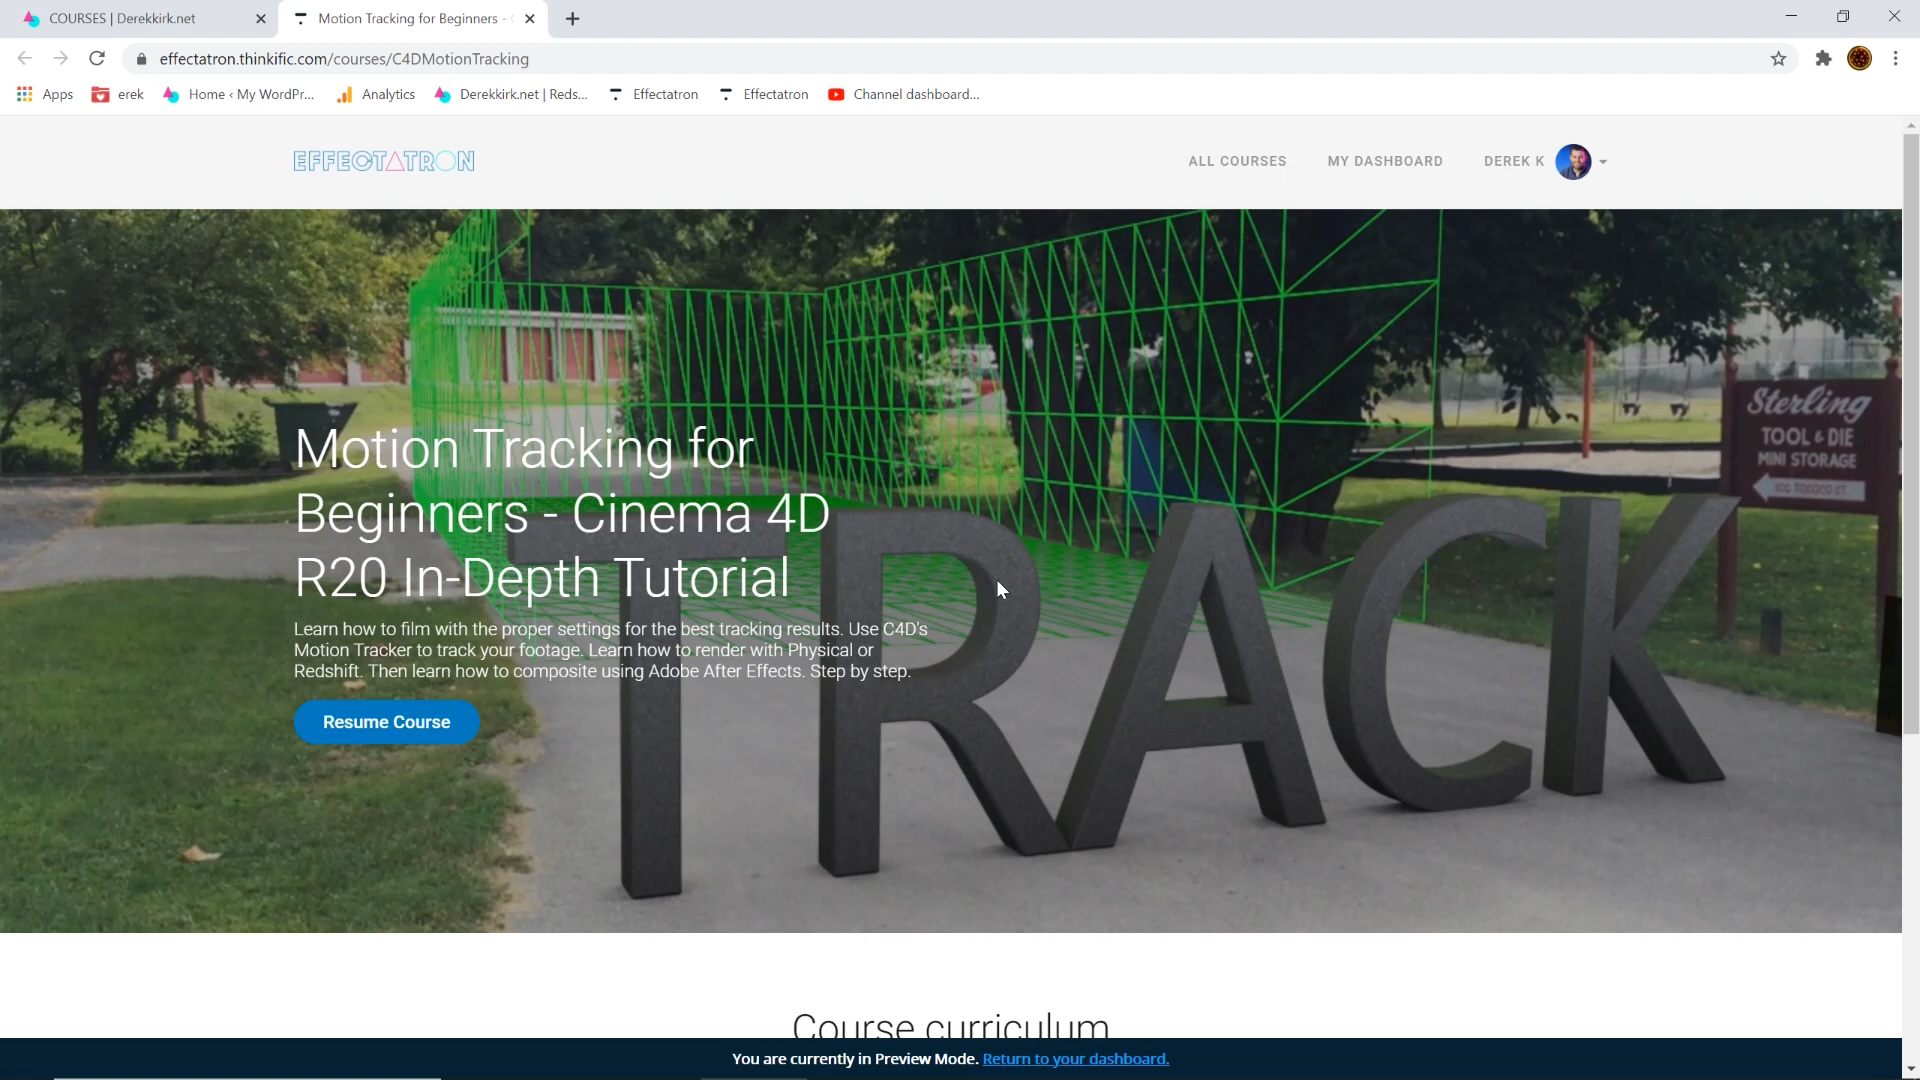 COURSES | Derekkirk.net
Motion Tracking for Beginners -
effectatron.thinkific.com/courses/C4DMotionTracking
Apps
erek
Home ‹ My WordPr...
Analytics
Derekkirk.net | Reds...
Effectatron
Effectatron
Channel dashboard...
EFFECTATRON
ALL COURSES
MY DASHBOARD
DEREK K
Sterling
TOOL & DIE
MINI STORAGE
Motion Tracking for
Beginners - Cinema 4D
R20 In-Depth Tutorial
TRACK
Learn how to film with the proper settings for the best tracking results. Use C4D's
Motion Tracker to track your footage. Learn how to render with Physical or
Redshift. Then learn how to composite using Adobe After Effects. Step by step.
Resume Course
Course curriculum
You are currently in Preview Mode. Return to your dashboard.